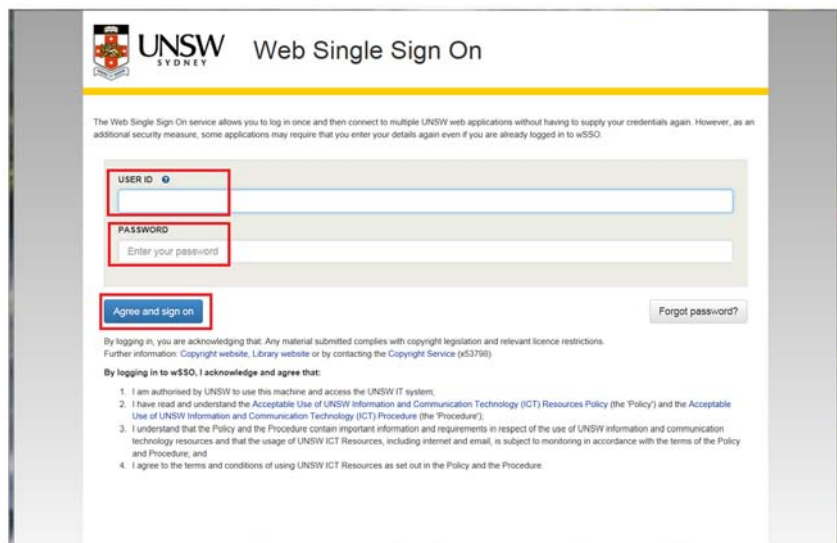 UNSW
SYDNEY
Web Single Sign On
The Web Single Sign On service allows you to log in once and then connect to multiple UNSW web applications without having to supply your credentials again. However, as an
additional security measure, some applications may require that you enter your details again even if you are already logged in to wSSO.
USER ID
PASSWORD
Enter your password
Agree and sign on
Forgot password?
By logging in, you are acknowledging that: Any material submitted complies with copyright legislation and relevant licence restrictions.
Further information: Copyright website, Library website or by contacting the Copyright Service (x53798)
By logging in to wSSO, I acknowledge and agree that:
1. I am authorised by UNSW to use this machine and access the UNSW IT system;
2. I have read and understand the Acceptable Use of UNSW Information and Communication Technology (ICT) Resources Policy (the 'Policy') and the Acceptable
Use of UNSW Information and Communication Technology (ICT) Procedure (the 'Procedure');
3. I understand that the Policy and the Procedure contain important information and requirements in respect of the use of UNSW information and communication
technology resources and that the usage of UNSW ICT Resources, including internet and email, is subject to monitoring in accordance with the terms of the Policy
and Procedure; and
4. I agree to the terms and conditions of using UNSW ICT Resources as set out in the Policy and the Procedure.